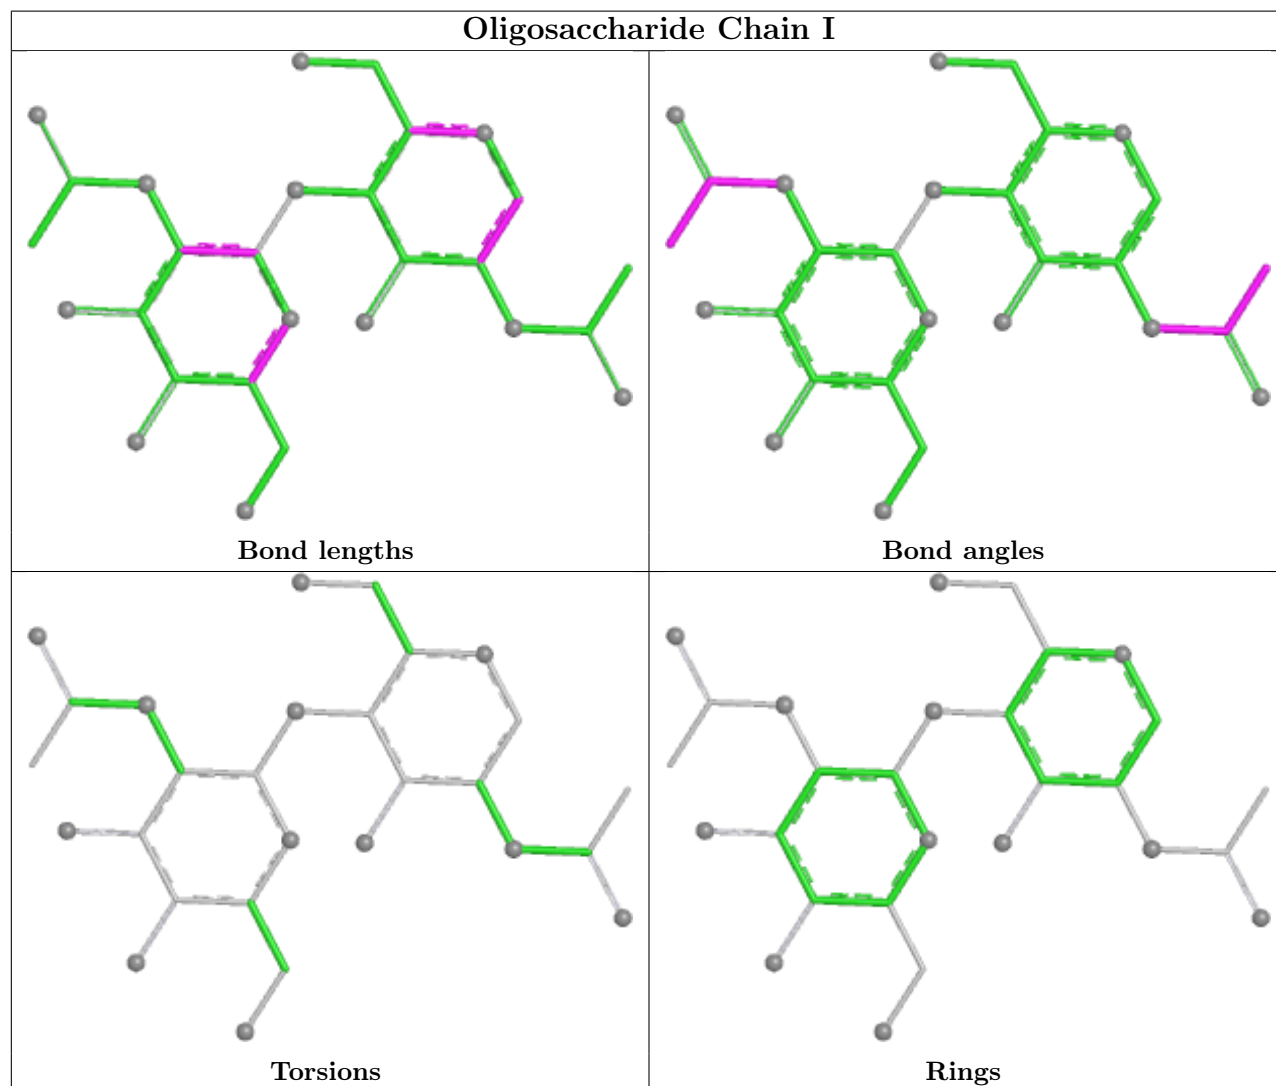 Oligosaccharide Chain I
Bond lengths
Bond angles
Torsions
Rings